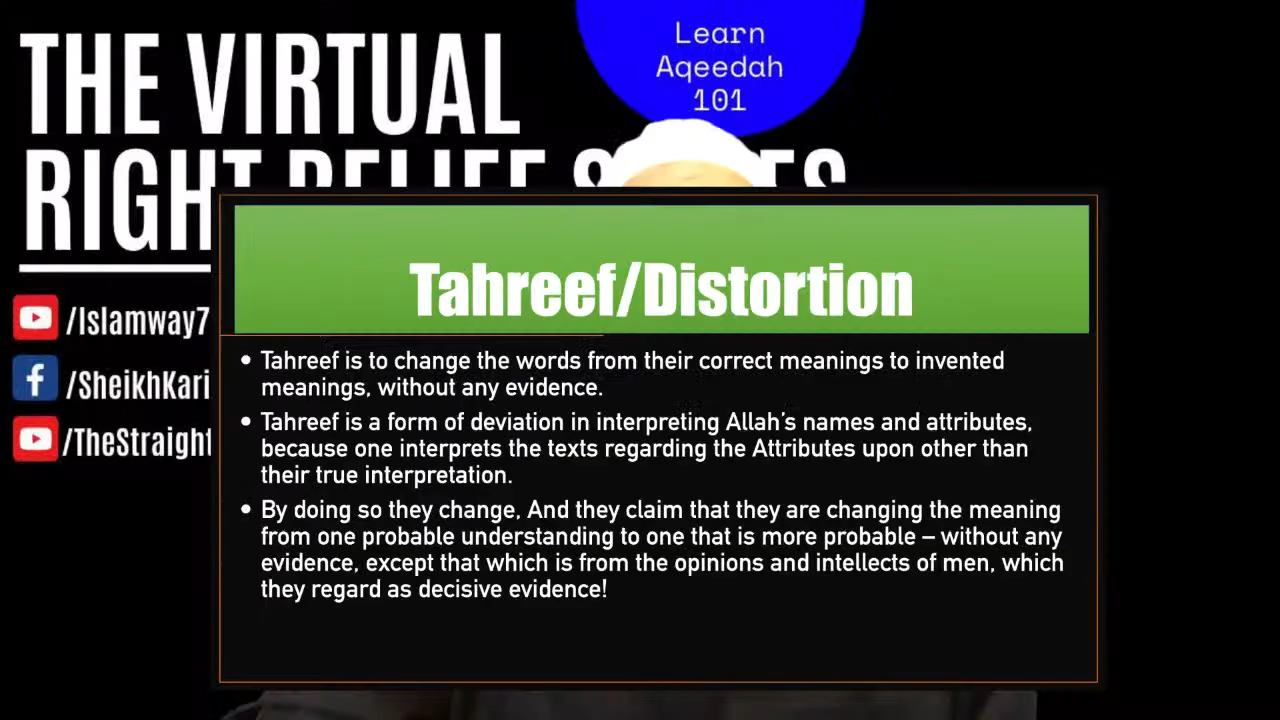 THE VIRTUAL
Learn
Aqeedah
101
RIGHT BELIEF
/Islamway7
/SheikhKari
/TheStraight
Tahreef/Distortion
• Tahreef is to change the words from their correct meanings to invented
meanings, without any evidence.
• Tahreef is a form of deviation in interpreting Allah's names and attributes,
because one interprets the texts regarding the Attributes upon other than
their true interpretation.
• By doing so they change, And they claim that they are changing the meaning
from one probable understanding to one that is more probable – without any
evidence, except that which is from the opinions and intellects of men, which
they regard as decisive evidence!